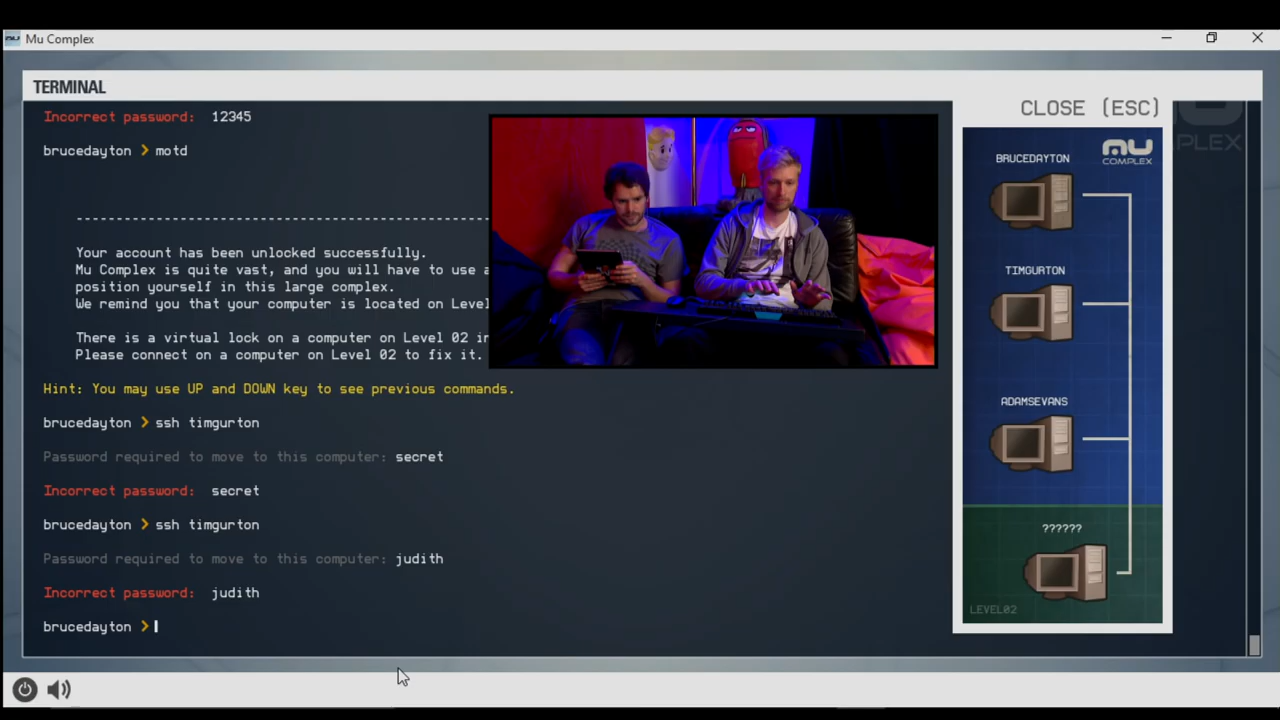 Mu Complex
TERMINAL
Incorrect password: 12345
brucedayton > motd
--------------------------------------------------
Your account has been unlocked successfully.
Mu Complex is quite vast, and you will have to use a
position yourself in this large complex.
We remind you that your computer is located on Level
There is a virtual lock on a computer on Level 02 in
Please connect on a computer on Level 02 to fix it.
Hint: You may use UP and DOWN key to see previous commands.
brucedayton > ssh timgurton
Password required to move to this computer: secret
Incorrect password: secret
brucedayton > ssh timgurton
Password required to move to this computer: judith
Incorrect password: judith
brucedayton >
CLOSE (ESC)
PLEX
BRUCEDAYTON
MU
COMPLEX
TIMGURTON
ADAMSEVANS
??????
LEVEL02